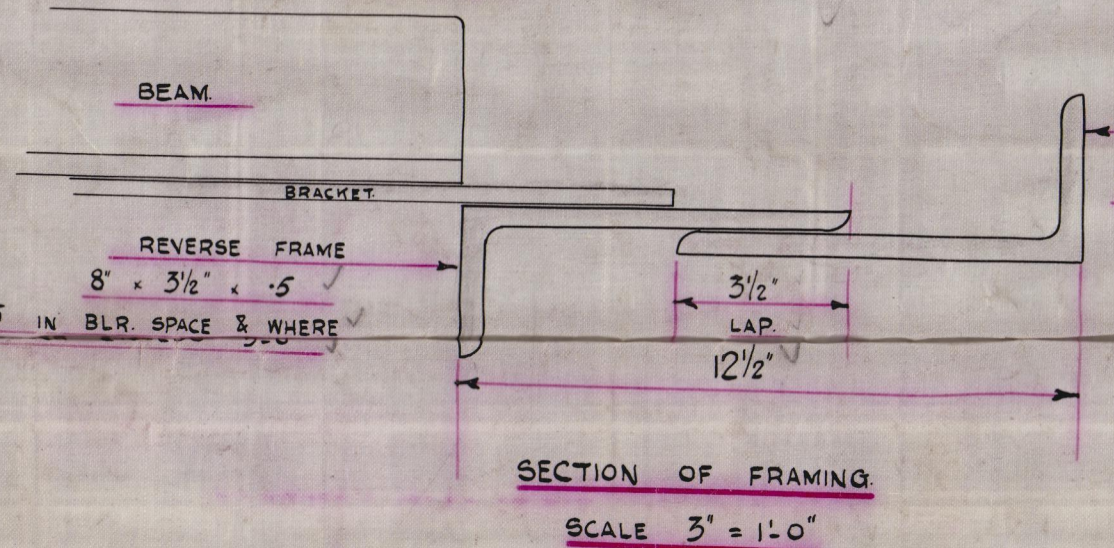 BEAM.
BRACKET.
REVERSE FRAME
8" x 3½" x .5
IN BLR. SPACE & WHERE
3½"
LAP.
12½"
SECTION OF FRAMING.
SCALE 3" = 1'-0"